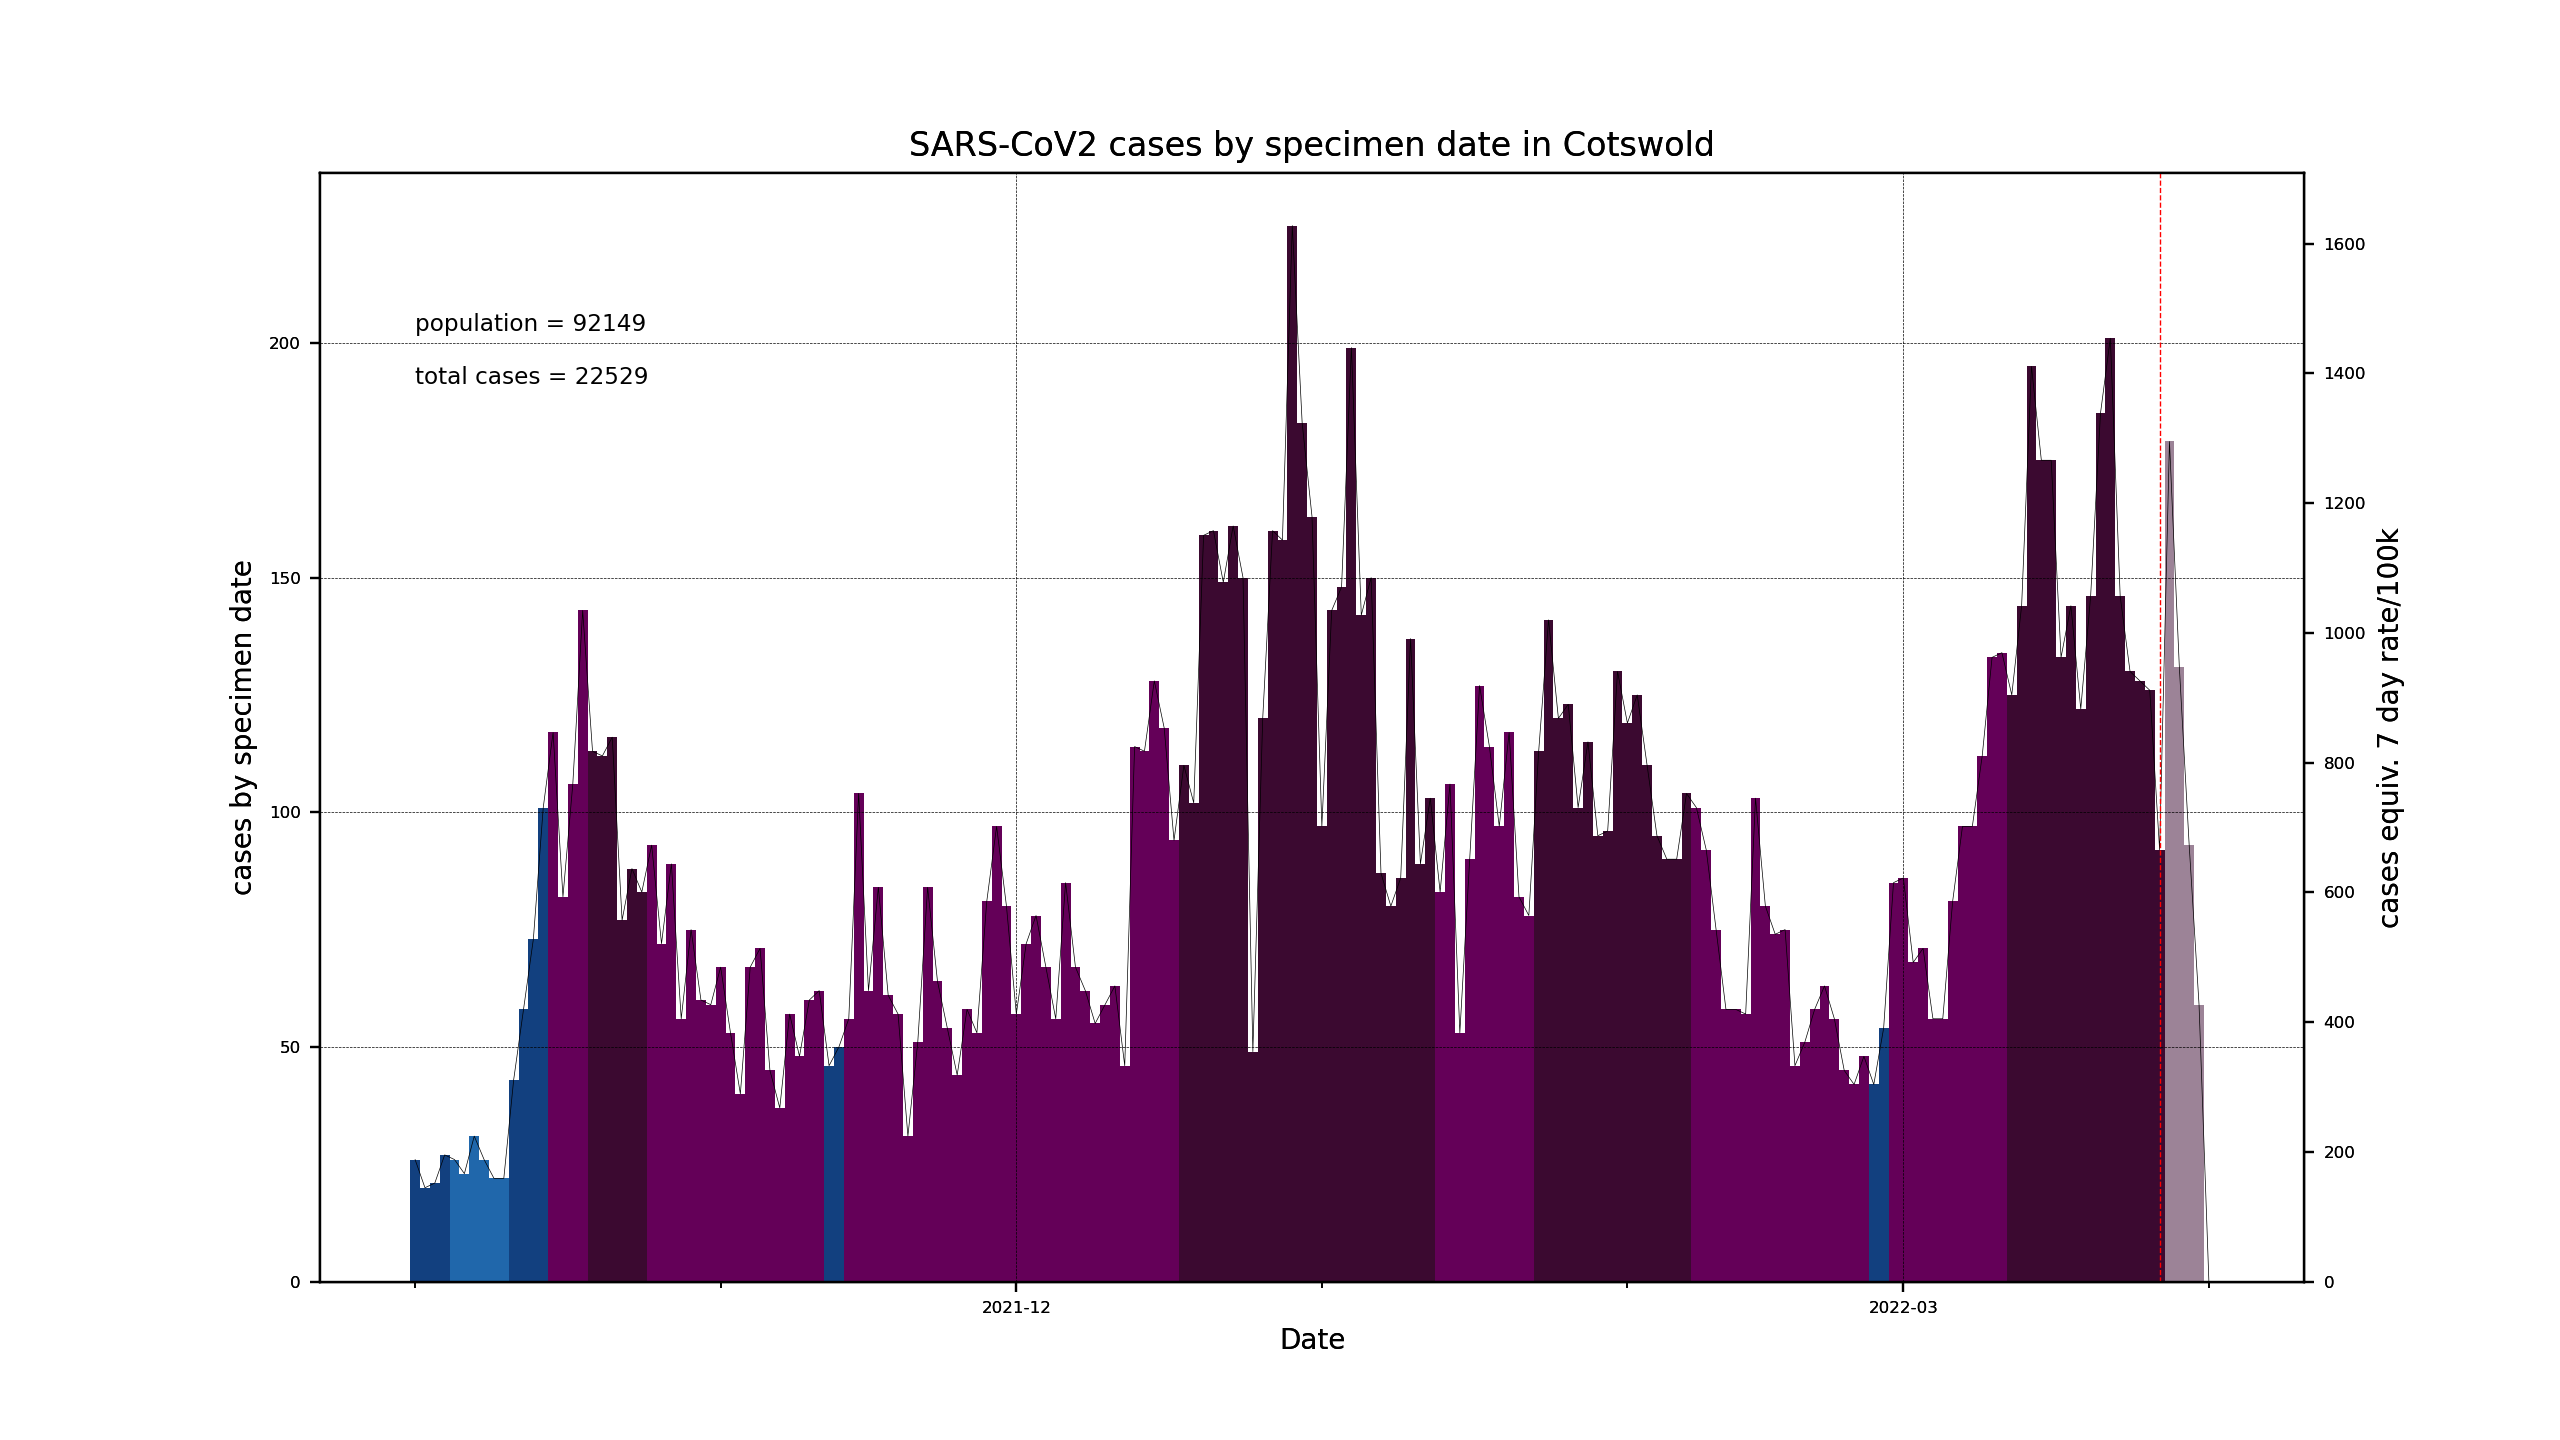 SARS-CoV2 cases by specimen date in Cotswold
population = 92149
total cases = 22529
cases by specimen date
200
150
100
50
0
1600
1400
1200
1000
800
600
400
200
0
cases equiv. 7 day rate/100k
2021-12
2022-03
Date